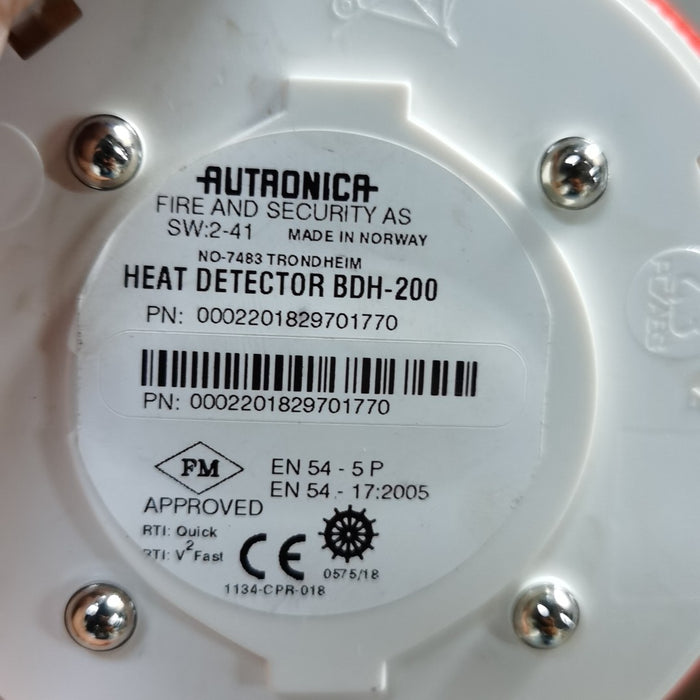 AUTRONICA
FIRE AND SECURITY AS
SW:2-41 MADE IN NORWAY
NO-7483 TRONDHEIM
HEAT DETECTOR BDH-200
PN: 0002201829701770
PN: 0002201829701770
FM
APPROVED
EN 54 - 5 P
EN 54 - 17:2005
RTI: Quick
RTI: V2 Fast
CE
0575/18
1134-CPR-018